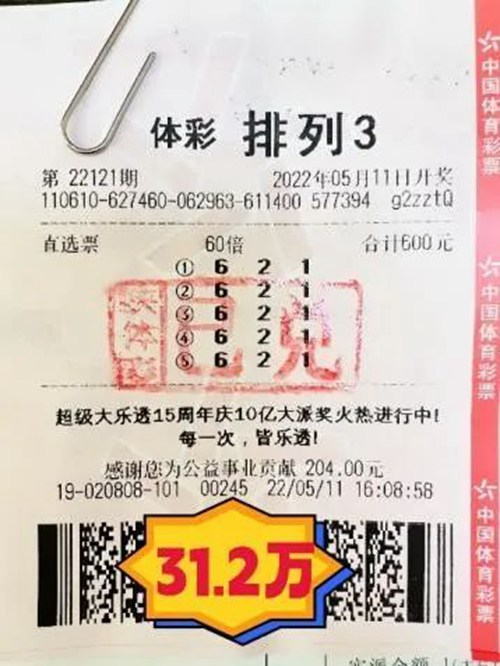 体彩 排列3
第 22121期 2022年05月11日开奖
110610-627460-062963-611400 577394 g2zztQ
直选票 60倍 合计600元
① 6 2 1
② 6 2 1
③ 6 2 1
④ 6 2 1
⑤ 6 2 1
已兑
超级大乐透15周年庆10亿大派奖火热进行中!
每一次,皆乐透!
感谢您为公益事业贡献 204.00元
19-020808-101 00245 22/05/11 16:08:58
31.2万
中国体育彩票
中国体育彩票
中国体育彩票